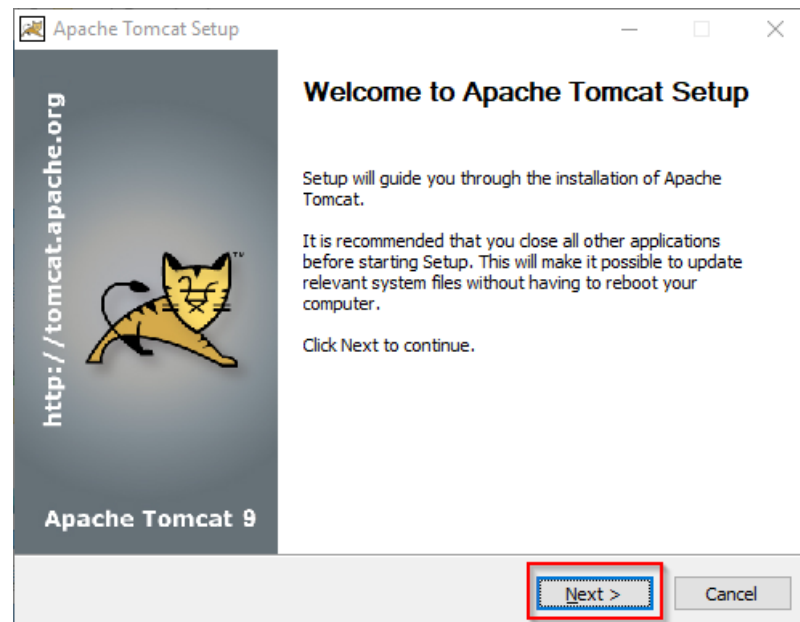 Apache Tomcat Setup
http://tomcat.apache.org
Apache Tomcat 9
Welcome to Apache Tomcat Setup
Setup will guide you through the installation of Apache
Tomcat.
It is recommended that you close all other applications
before starting Setup. This will make it possible to update
relevant system files without having to reboot your
computer.
Click Next to continue.
TM
Next >
Cancel